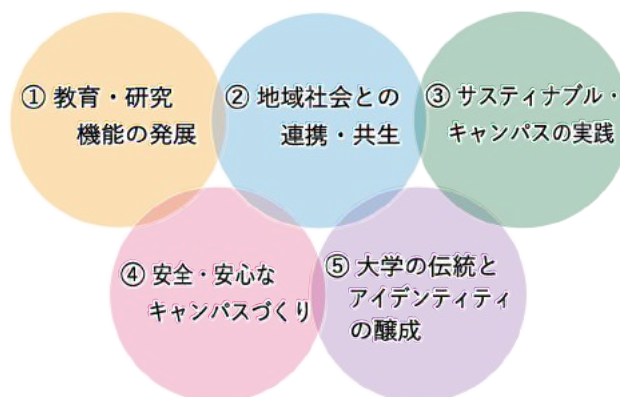 ① 教育・研究
機能の発展
② 地域社会との
連携・共生
③ サスティナブル・
キャンパスの実践
④ 安全・安心な
キャンパスづくり
⑤ 大学の伝統と
アイデンティティ
の醸成